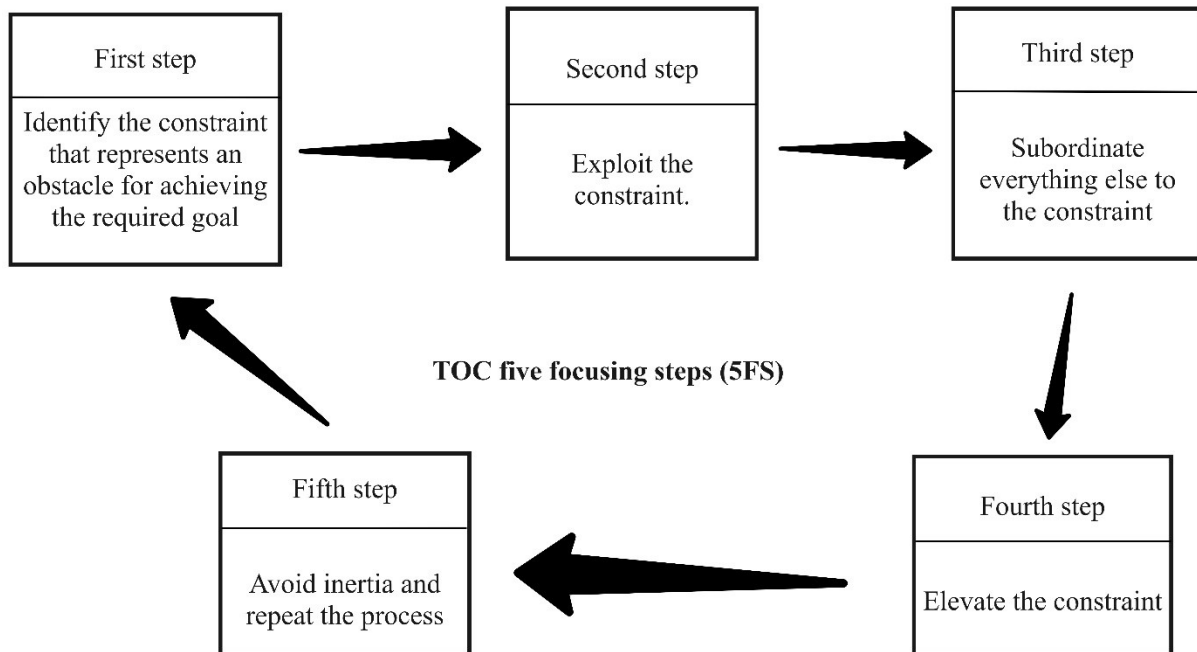 First step
Identify the constraint
that represents an
obstacle for achieving
the required goal
Second step
Exploit the
constraint.
Third step
Subordinate
everything else to
the constraint
TOC five focusing steps (5FS)
Fourth step
Elevate the constraint
Fifth step
Avoid inertia and
repeat the process